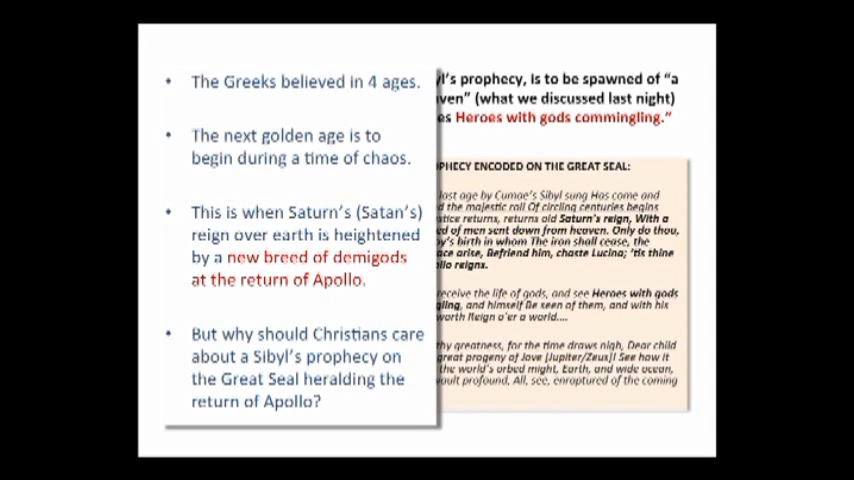 • The Greeks believed in 4 ages.
• The next golden age is to
begin during a time of chaos.
• This is when Saturn's (Satan's)
reign over earth is heightened
by a new breed of demigods
at the return of Apollo.
• But why should Christians care
about a Sibyl's prophecy on
the Great Seal heralding the
return of Apollo?
yl's prophecy, is to be spawned of "a
ven" (what we discussed last night)
es Heroes with gods commingling."
PHECY ENCODED ON THE GREAT SEAL:
last age by Cumae's Sibyl sung Has come and
d the majestic roll Of circling centuries begins
stice returns, returns old Saturn's reign, With a
ed of men sent down from heaven. Only do thou,
oy's birth in whom The iron shall cease, the
ace arise, Befriend him, chaste Lucina; 'tis thine
llo reigns.
receive the life of gods, and see Heroes with gods
gling, and himself Be seen of them, and with his
worth Reign o'er a world....
thy greatness, for the time draws nigh, Dear child
great progeny of Jove [Jupiter/Zeus]! See how it
the world's orbed might, Earth, and wide ocean,
vault profound, All, see, enraptured of the coming